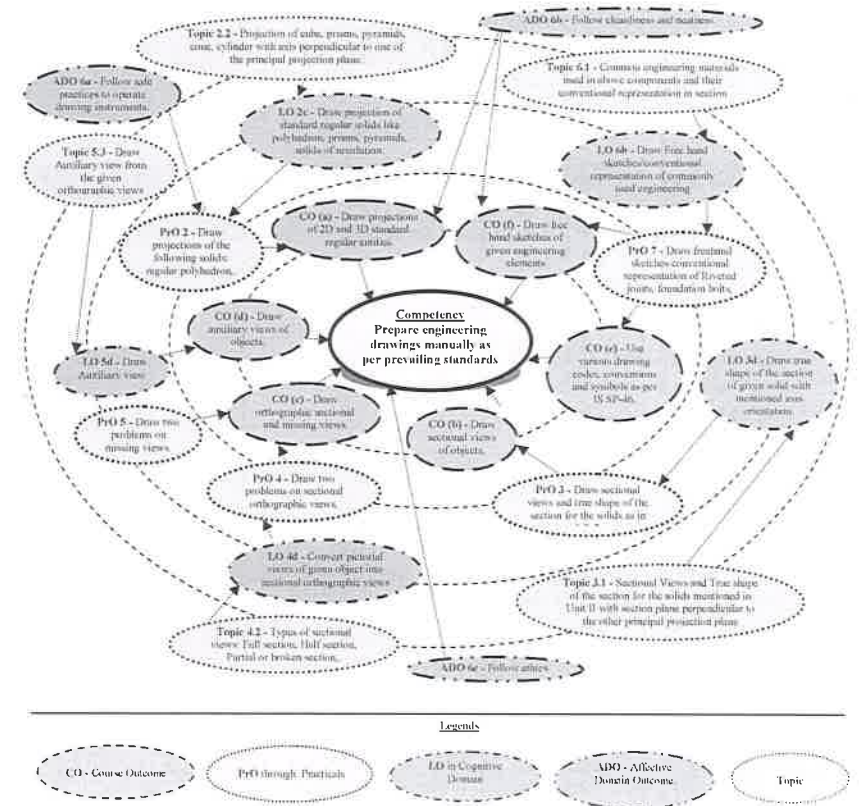 ADO 6b - Follow cleanliness and neatness.
Topic 2.2 - Projection of cube, prisms, pyramids,
cone, cylinder with axis perpendicular to one of
the principal projection plane.
Topic 6.1 - Common engineering materials
used in above components and their
conventional representation in section
ADO 6a - Follow safe
practices to operate
drawing instruments.
LO 2c - Draw projection of
standard regular solids like
polyhedron, prisms, pyramids,
solids of revolution.
LO 6b - Draw Free hand
sketches/conventional
representation of commonly
used engineering
Topic 5.3 - Draw
Auxiliary view from
the given
orthographic views
PrO 2 - Draw
projections of the
following solids:
regular polyhedron,
CO (a) - Draw projections
of 2D and 3D standard
regular entities.
CO (f) - Draw free
hand sketches of
given engineering
elements
PrO 7 - Draw freehand
sketches-conventional
representation of Riveted
joints, foundation bolts,
CO (d) - Draw
auxiliary views of
objects.
Competency
Prepare engineering
drawings manually as
per prevailing standards
CO (e) - Use
various drawing
codes, conventions
and symbols as per
IS SP-46.
LO 3d - Draw true
shape of the section
of given solid with
mentioned axis
orientation.
LO 5d - Draw
Auxiliary view
CO (c) - Draw
orthographic sectional
and missing views.
PrO 5 - Draw two
problems on
missing views.
CO (b) - Draw
sectional views
of objects.
PrO 4 - Draw two
problems on sectional
orthographic views.
PrO 3 - Draw sectional
views and true shape of the
section for the solids as in
LO 4d - Convert pictorial
views of given object into
sectional orthographic views
Topic 3.1 - Sectional Views and True shape
of the section for the solids mentioned in
Unit II with section plane perpendicular to
the other principal projection plane
Topic 4.2 - Types of sectional
views: Full section, Half section,
Partial or broken section,
ADO 6e - Follow ethics
Legends
CO - Course Outcome
PrO through Practicals
LO in Cognitive
Domain
ADO - Affective
Domain Outcome
Topic